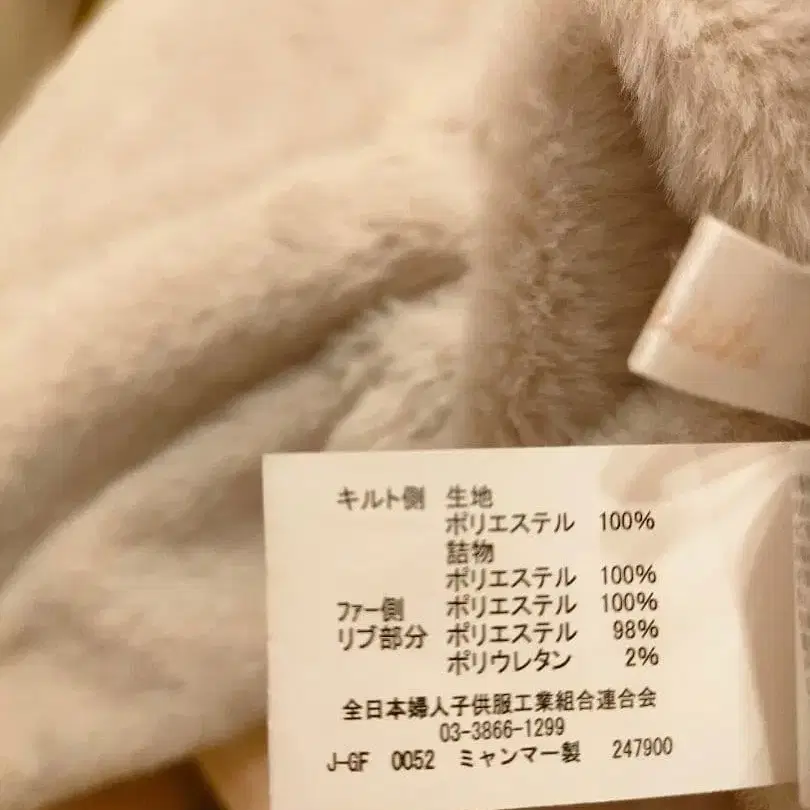 キルト側 生地
ポリエステル 100%
詰物
ポリエステル 100%
ファー側 ポリエステル 100%
リブ部分 ポリエステル 98%
ポリウレタン 2%
全日本婦人子供服工業組合連合会
03-3866-1299
J-GF 0052 ミャンマー製 247900